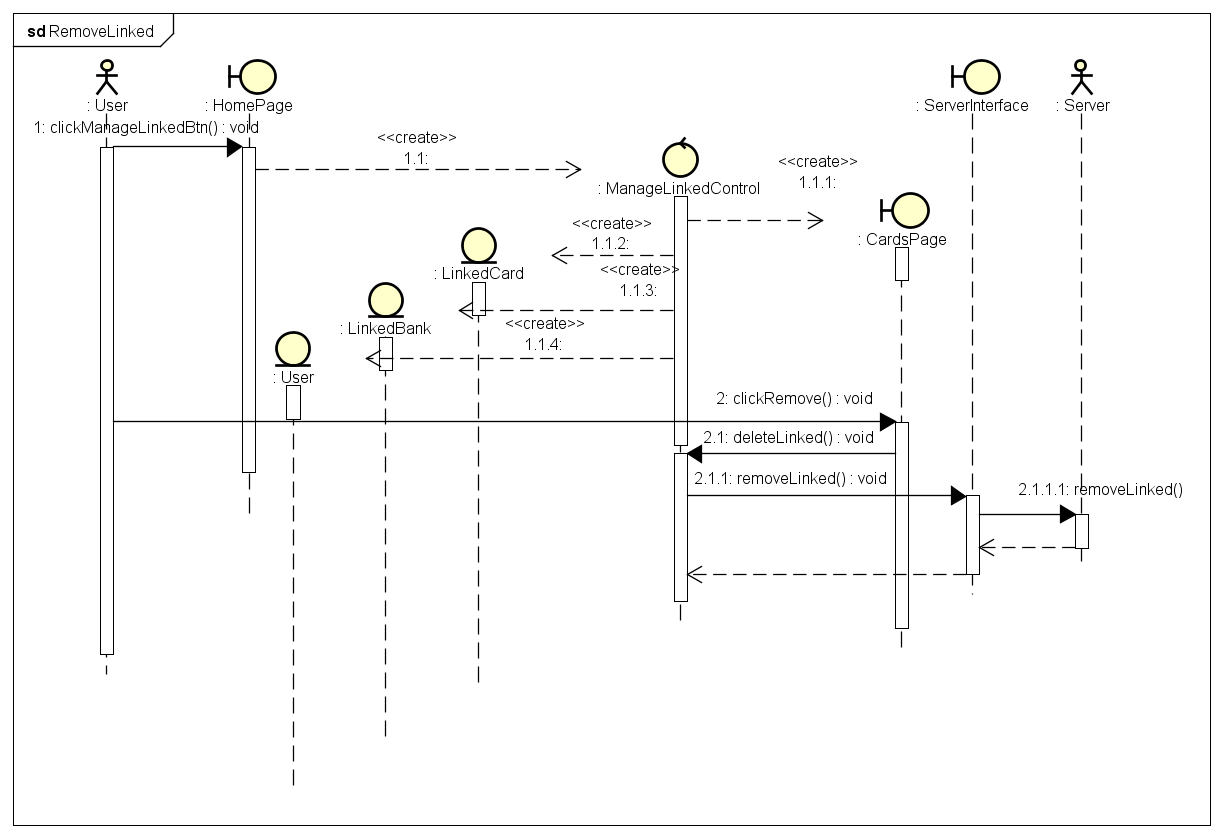 sd RemoveLinked
: User
: HomePage
: ServerInterface
: Server
1: clickManageLinkedBtn() : void
<<create>>
1.1:
: ManageLinkedControl
<<create>>
1.1.1:
: CardsPage
<<create>>
1.1.2:
: LinkedCard
<<create>>
1.1.3:
: LinkedBank
<<create>>
1.1.4:
: User
2: clickRemove() : void
2.1: deleteLinked() : void
2.1.1: removeLinked() : void
2.1.1.1: removeLinked()